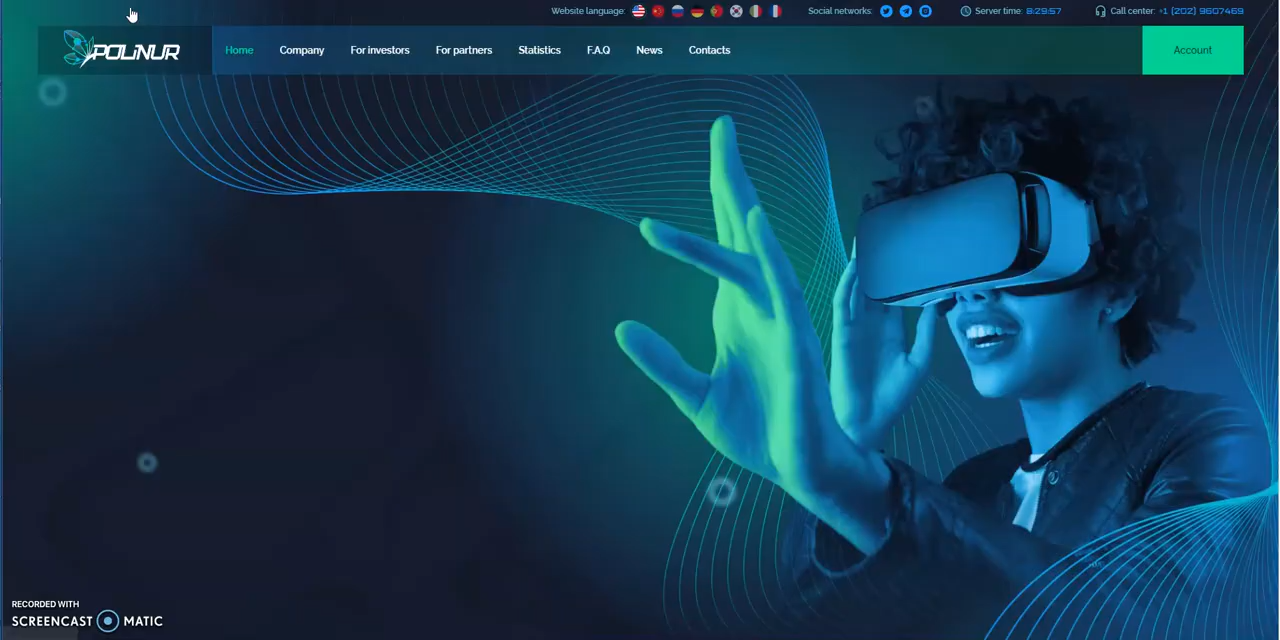 Website language:
Social networks:
Server time: 8:29:57
Call center: +1 (202) 9607469
POLINUR
Home
Company
For investors
For partners
Statistics
F.A.Q
News
Contacts
Account
RECORDED WITH
SCREENCAST MATIC